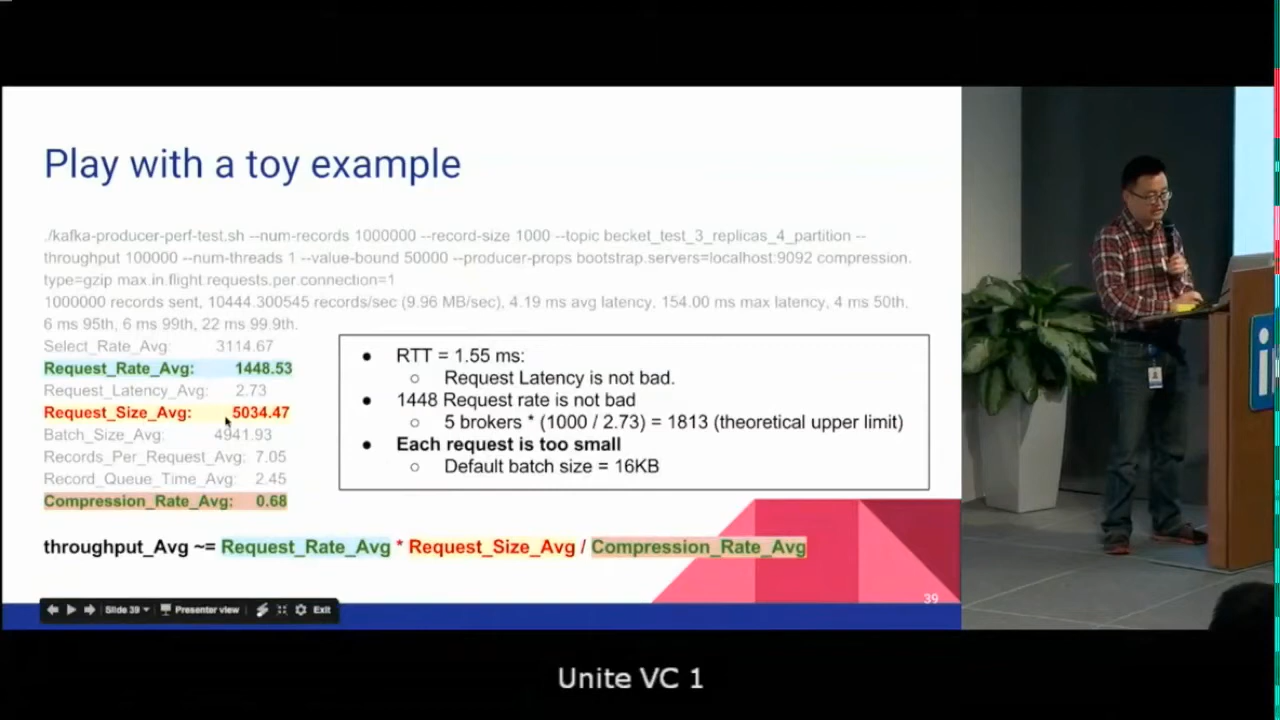 Play with a toy example
./kafka-producer-perf-test.sh --num-records 1000000 --record-size 1000 --topic becket_test_3_replicas_4_partition --
throughput 100000 --num-threads 1 --value-bound 50000 --producer-props bootstrap.servers=localhost:9092 compression.
type=gzip max.in.flight.requests.per.connection=1
1000000 records sent, 10444.300545 records/sec (9.96 MB/sec), 4.19 ms avg latency, 154.00 ms max latency, 4 ms 50th,
6 ms 95th, 6 ms 99th, 22 ms 99.9th.
Select_Rate_Avg: 3114.67
Request_Rate_Avg: 1448.53
Request_Latency_Avg: 2.73
Request_Size_Avg: 5034.47
Batch_Size_Avg: 4941.93
Records_Per_Request_Avg: 7.05
Record_Queue_Time_Avg: 2.45
Compression_Rate_Avg: 0.68
● RTT = 1.55 ms:
○ Request Latency is not bad.
● 1448 Request rate is not bad
○ 5 brokers * (1000 / 2.73) = 1813 (theoretical upper limit)
● Each request is too small
○ Default batch size = 16KB
throughput_Avg ~= Request_Rate_Avg * Request_Size_Avg / Compression_Rate_Avg
39
Slide 39 Presenter view Exit
in
Unite VC 1